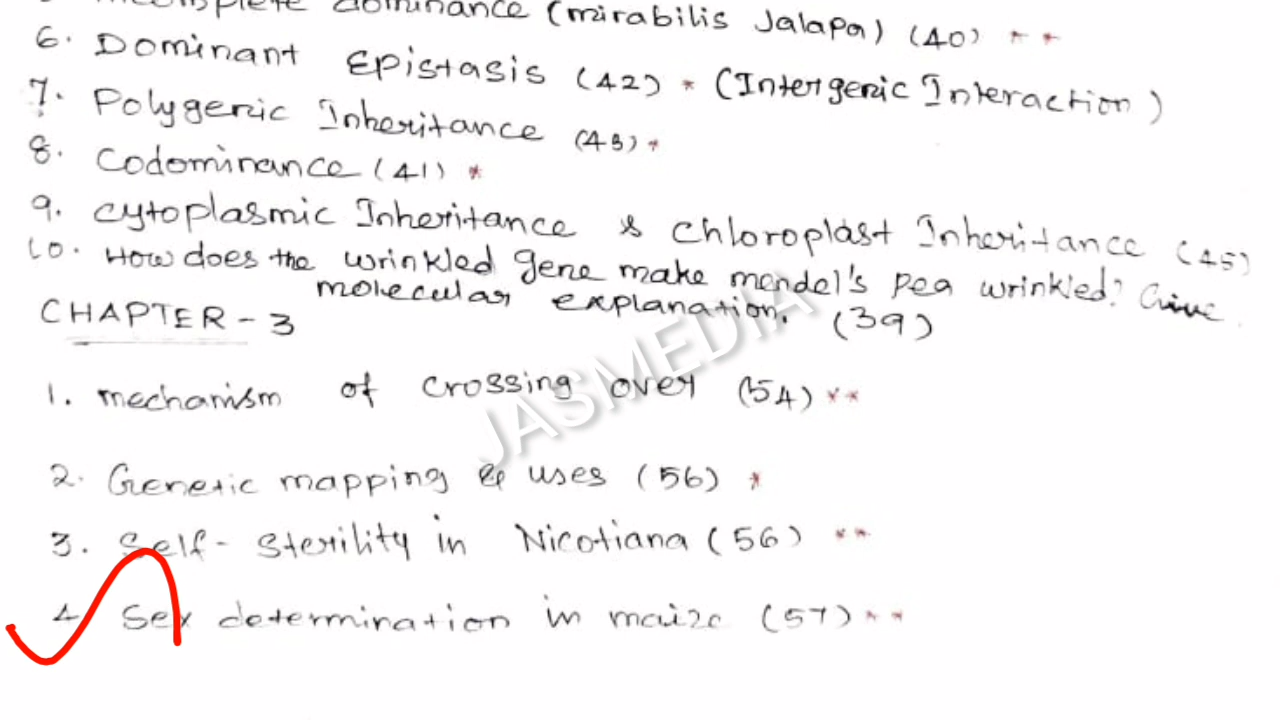 dominance (mirabilis Jalapa) (40) **
6. Dominant Epistasis (42) * (Intergenic Interaction)
7. Polygenic Inheritance (43) *
8. Codominance (41) *
9. Cytoplasmic Inheritance & Chloroplast Inheritance (45)
10. How does the wrinkled gene make mendel's pea wrinkled? Give
molecular explanation. (39)
CHAPTER - 3
1. mechanism of crossing over (54) **
2. Genetic mapping & uses (56) *
3. Self- Sterility in Nicotiana (56) **
4. Sex determination in maize (57) **
JASMEDIA